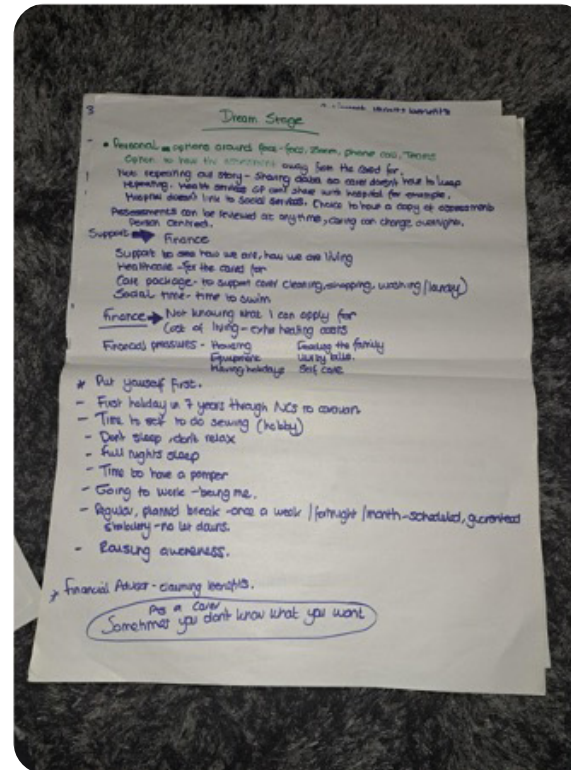 Dream Stage
• Personal - options around face-face, Zoom, phone call, Teams
Option to have the assessment away from the cared for.
Not repeating our story - sharing data so carer doesn't have to keep
repeating. Health services GP can't share with hospital for example.
Hospital doesn't link to Social Services. Choice to have a copy of assessment
Assessments can be reviewed at anytime, caring can change overnight.
Person Centred.
Support → Finance
Support to see how we are, how we are living
Healthcare - for the cared for
Care package - to support cover cleaning, shopping, washing (laundry)
Social time - time to swim
Finance → Not knowing what I can apply for
Cost of living - extra heating costs
Financial pressures - Housing Feeding the family
Equipment Utility bills.
Having holidays Self care
* Put yourself first.
- First holiday in 7 years through NCS to caravan
- Time to self to do sewing (hobby)
- Don't sleep, don't relax
- Full nights sleep
- Time to have a pamper
- Going to work - being me.
- Regular, planned break - once a week / fortnight / month - scheduled, guaranteed
- no let downs.
- Raising awareness.
Financial Advisor - claiming benefits.
As a Carer
Sometimes you don't know what you want